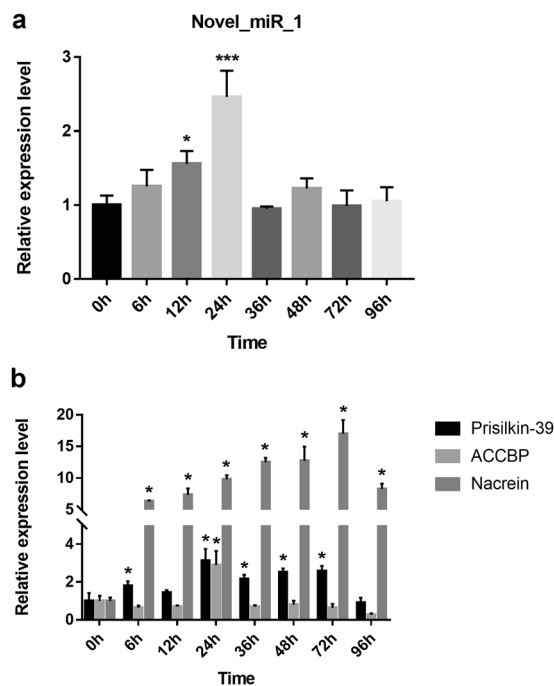 a
Novel_miR_1
Relative expression level
3
2
1
0
*
***
0h 6h 12h 24h 36h 48h 72h 96h
Time
b
Relative expression level
20
15
10
5
4
2
0
* * * * * * *
* * * * * *
0h 6h 12h 24h 36h 48h 72h 96h
Time
Prisilkin-39
ACCBP
Nacrein